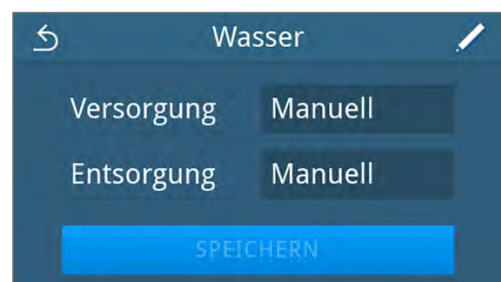 Wasser
Versorgung Manuell
Entsorgung Manuell
SPEICHERN